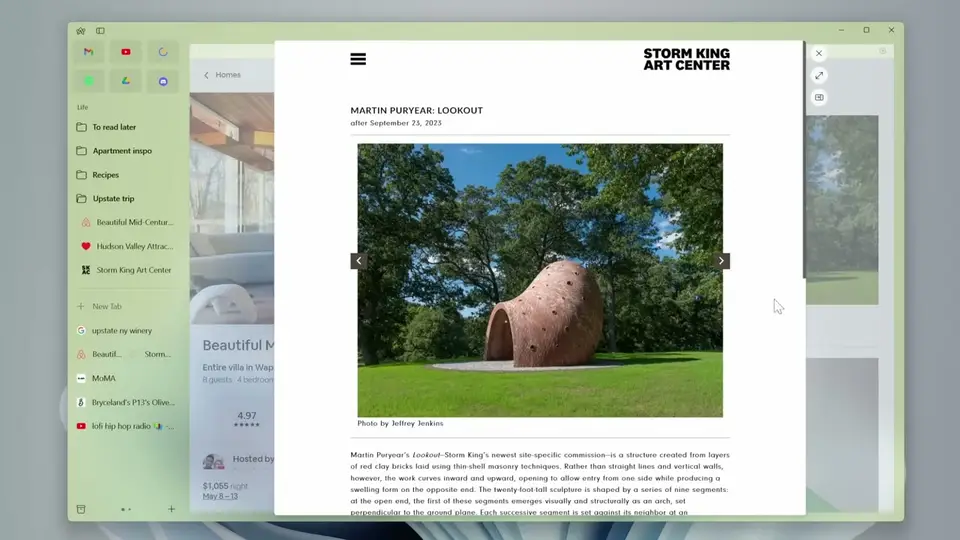 Life
To read later
Apartment inspo
Recipes
Upstate trip
Beautiful Mid-Centur...
Hudson Valley Attrac...
Storm King Art Center
New Tab
upstate ny winery
Beautif... Storm...
MoMA
Bryceland's P13's Olive...
lofi hip hop radio -...
Homes
Beautiful M
Entire villa in Wap
8 guests · 4 bedroom
4.97
Hosted by
$1,055 night
May 8 – 13
STORM KING
ART CENTER
MARTIN PURYEAR: LOOKOUT
after September 23, 2023
Photo by Jeffrey Jenkins
Martin Puryear's Lookout—Storm King's newest site-specific commission—is a structure created from layers
of red clay bricks laid using thin-shell masonry techniques. Rather than straight lines and vertical walls,
however, the work curves inward and upward, opening to allow entry from one side while producing a
swelling form on the opposite end. The twenty-foot-tall sculpture is shaped by a series of nine segments:
at the open end, the first of these segments emerges visually and structurally as an arch, set
perpendicular to the ground plane. Each successive segment is set against its neighbor at an